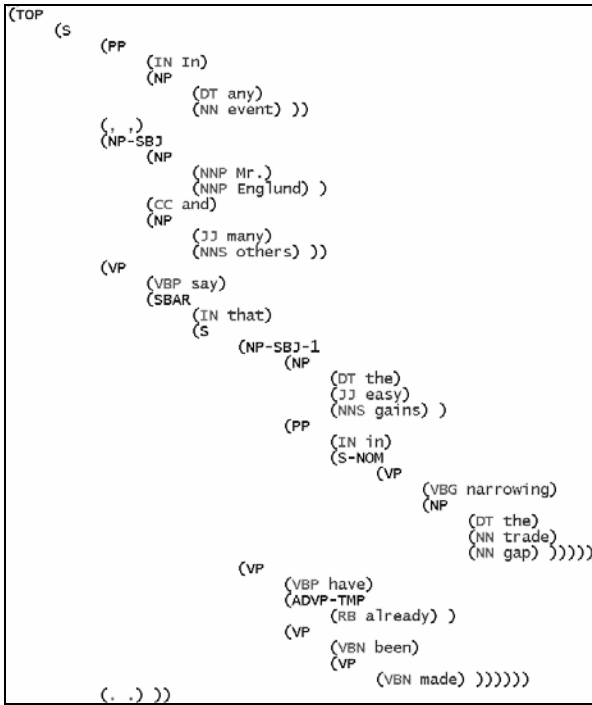 (TOP
(S
(PP
(IN In)
(NP
(DT any)
(NN event) ))
(, ,)
(NP-SBJ
(NP
(NNP Mr.)
(NNP Englund) )
(CC and)
(NP
(JJ many)
(NNS others) ))
(VP
(VBP say)
(SBAR
(IN that)
(S
(NP-SBJ-1
(NP
(DT the)
(JJ easy)
(NNS gains) )
(PP
(IN in)
(S-NOM
(VP
(VBG narrowing)
(NP
(DT the)
(NN trade)
(NN gap) )))))
(VP
(VBP have)
(ADVP-TMP
(RB already) )
(VP
(VBN been)
(VP
(VBN made) ))))))
(. .) ))